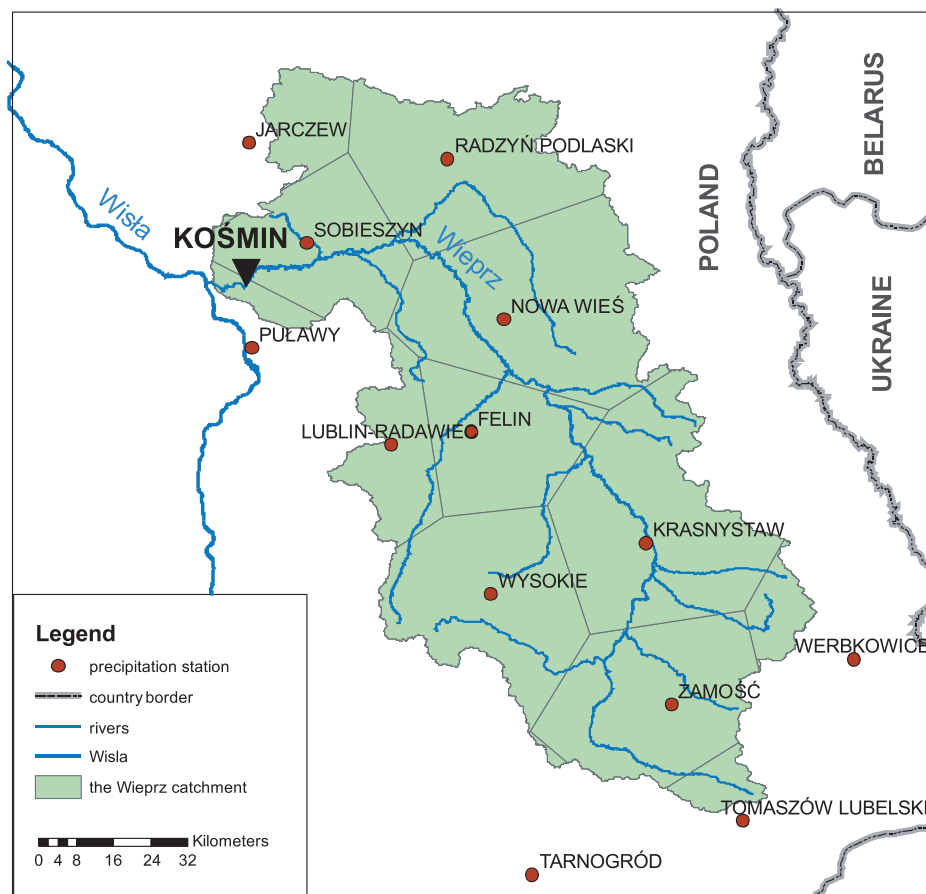 BELARUS
JARCZEW
RADZYŃ PODLASKI
POLAND
Wisła
KOŚMIN
SOBIESZYN
Wieprz
NOWA WIEŚ
UKRAINE
PUŁAWY
FELIN
LUBLIN-RADAWIEC
KRASNYSTAW
WYSOKIE
WERBKOWICE
ZAMOŚĆ
TOMASZÓW LUBELSKI
TARNOGRÓD
Legend
precipitation station
country border
rivers
Wisla
the Wieprz catchment
Kilometers
0 4 8 16 24 32